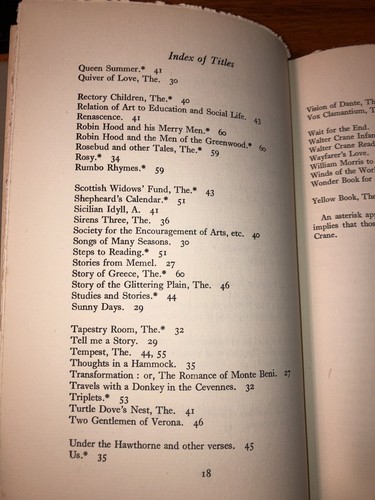 Index of Titles
Queen Summer.* 41
Quiver of Love, The. 30
Rectory Children, The.* 40
Relation of Art to Education and Social Life. 43
Renascence. 41
Robin Hood and his Merry Men.* 60
Robin Hood and the Men of the Greenwood.* 60
Rosebud and other Tales, The.* 59
Rosy.* 34
Rumbo Rhymes.* 59
Scottish Widows' Fund, The.* 43
Shepheard's Calendar.* 51
Sicilian Idyll, A. 41
Sirens Three, The. 36
Society for the Encouragement of Arts, etc. 40
Songs of Many Seasons. 30
Steps to Reading.* 51
Stories from Memel. 27
Story of Greece, The.* 60
Story of the Glittering Plain, The. 46
Studies and Stories.* 44
Sunny Days. 29
Tapestry Room, The.* 32
Tell me a Story. 29
Tempest, The. 44, 55
Thoughts in a Hammock. 35
Transformation : or, The Romance of Monte Beni. 27
Travels with a Donkey in the Cevennes. 32
Triplets.* 53
Turtle Dove's Nest, The. 41
Two Gentlemen of Verona. 46
Under the Hawthorne and other verses. 45
Us.* 35
18
Vision of Dante, Th
Vox Clamantium, T
Wait for the End.
Walter Crane Infan
Walter Crane Read
Wayfarer's Love.
William Morris to
Winds of the Worl
Wonder Book for
Yellow Book, The
An asterisk ap
implies that thos
Crane.